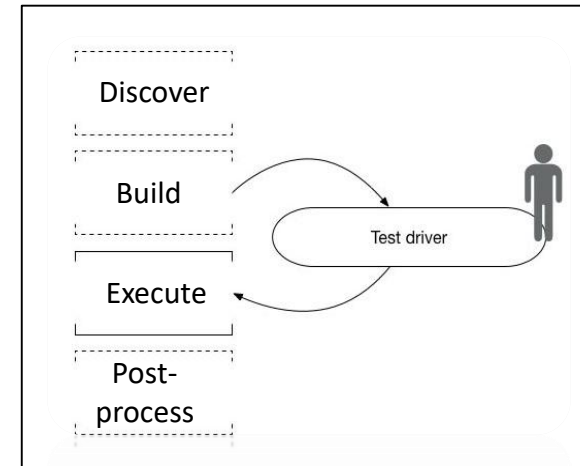 Discover
Build
Test driver
Execute
Post-
process